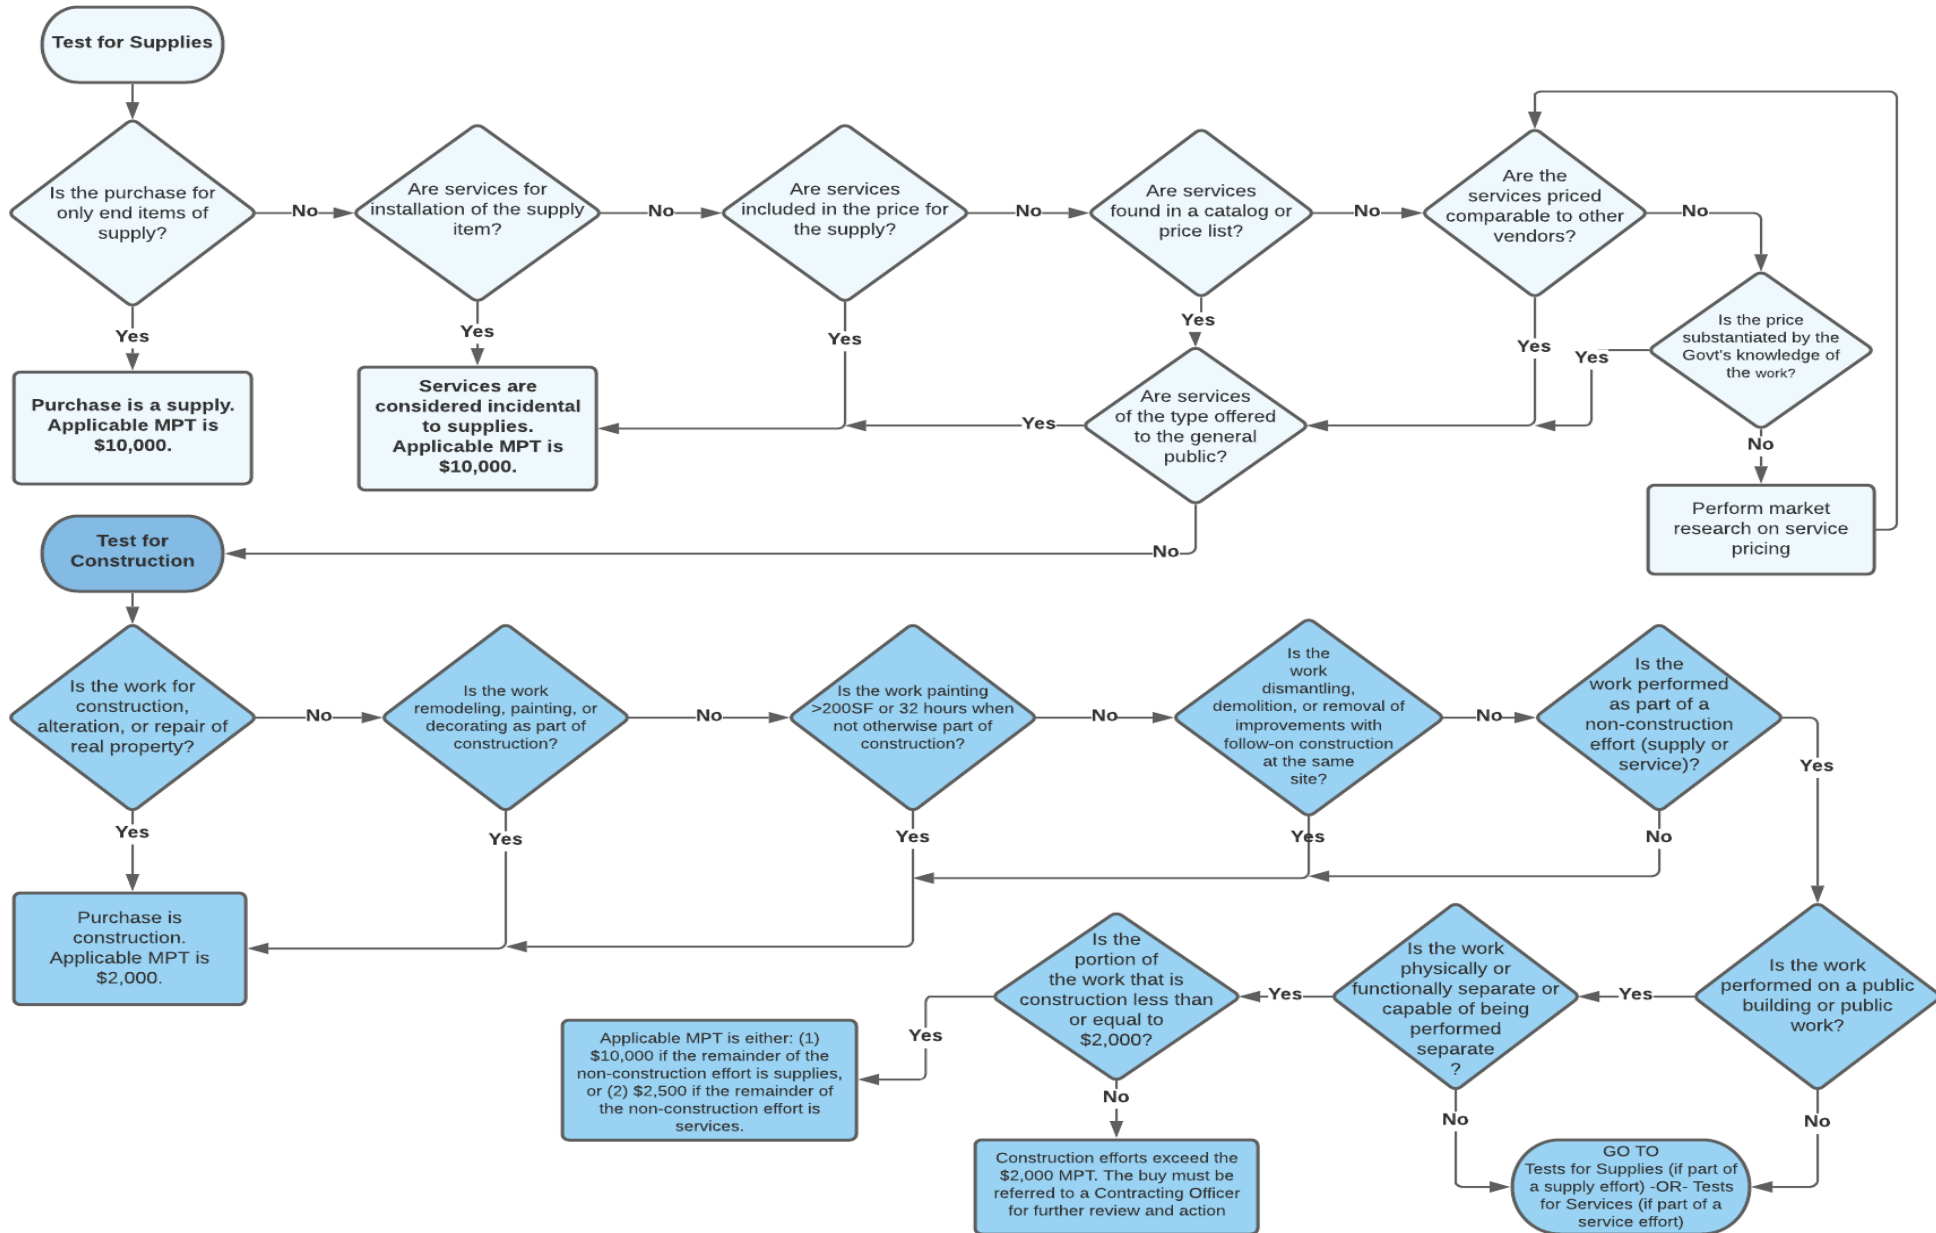 Test for Supplies
Is the purchase for
only end items of
supply?
No
Are services for
installation of the supply
item?
No
Are services
included in the price for
the supply?
No
Are services
found in a catalog or
price list?
No
Are the
services priced
comparable to other
vendors?
No
Is the price
substantiated by the
Govt's knowledge of
the work?
Yes
Yes
Yes
Yes
Yes
Yes
No
Purchase is a supply.
Applicable MPT is
$10,000.
Services are
considered incidental
to supplies.
Applicable MPT is
$10,000.
Yes
Are services
of the type offered
to the general
public?
No
Perform market
research on service
pricing
Test for
Construction
Is the work for
construction,
alteration, or repair of
real property?
No
Is the work
remodeling, painting, or
decorating as part of
construction?
No
Is the work painting
>200SF or 32 hours when
not otherwise part of
construction?
No
Is the
work
dismantling,
demolition, or removal of
improvements with
follow-on construction
at the same
site?
No
Is the
work performed
as part of a
non-construction
effort (supply or
service)?
Yes
Yes
Yes
Yes
Yes
No
Purchase is
construction.
Applicable MPT is
$2,000.
Applicable MPT is either: (1)
$10,000 if the remainder of the
non-construction effort is supplies,
or (2) $2,500 if the remainder of
the non-construction effort is
services.
Yes
Is the
portion of
the work that is
construction less than
or equal to
$2,000?
Yes
Is the work
physically or
functionally separate or
capable of being
performed
separate
?
Yes
Is the work
performed on a public
building or public
work?
No
No
No
Construction efforts exceed the
$2,000 MPT. The buy must be
referred to a Contracting Officer
for further review and action
GO TO
Tests for Supplies (if part of
a supply effort) -OR- Tests
for Services (if part of a
service effort)